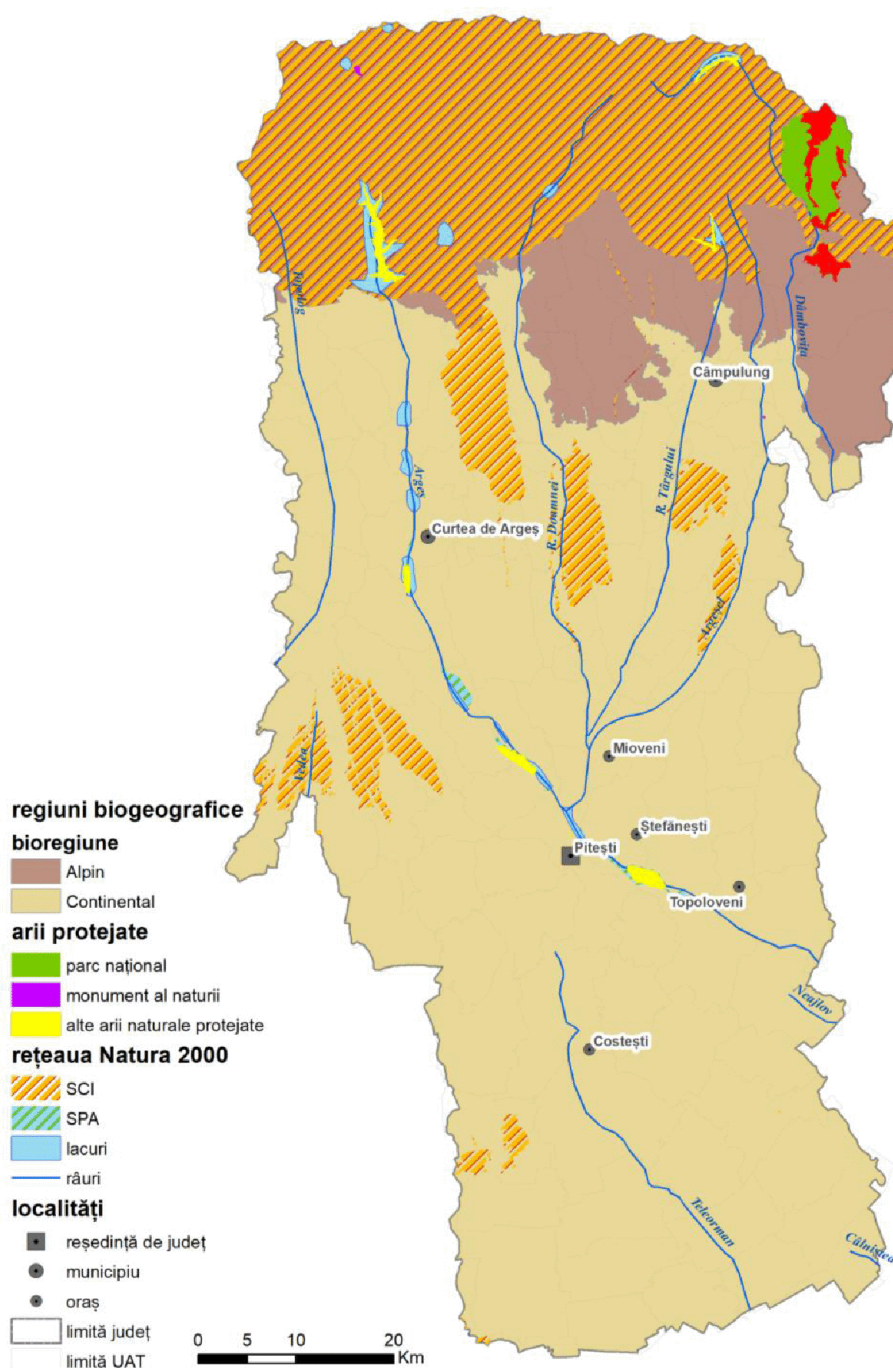 Topolog
Dâmbovița
Câmpulung
Argeș
R. Doamnei
R. Târgului
Curtea de Argeș
Argeșel
Vedea
Mioveni
Ștefănești
Pitești
Topoloveni
Neajlov
Costești
Teleorman
Câlniștea
regiuni biogeografice
bioregiune
Alpin
Continental
arii protejate
parc național
monument al naturii
alte arii naturale protejate
rețeaua Natura 2000
SCI
SPA
lacuri
râuri
localități
reședință de județ
municipiu
oraș
limită județ
limită UAT
0 5 10 20
Km